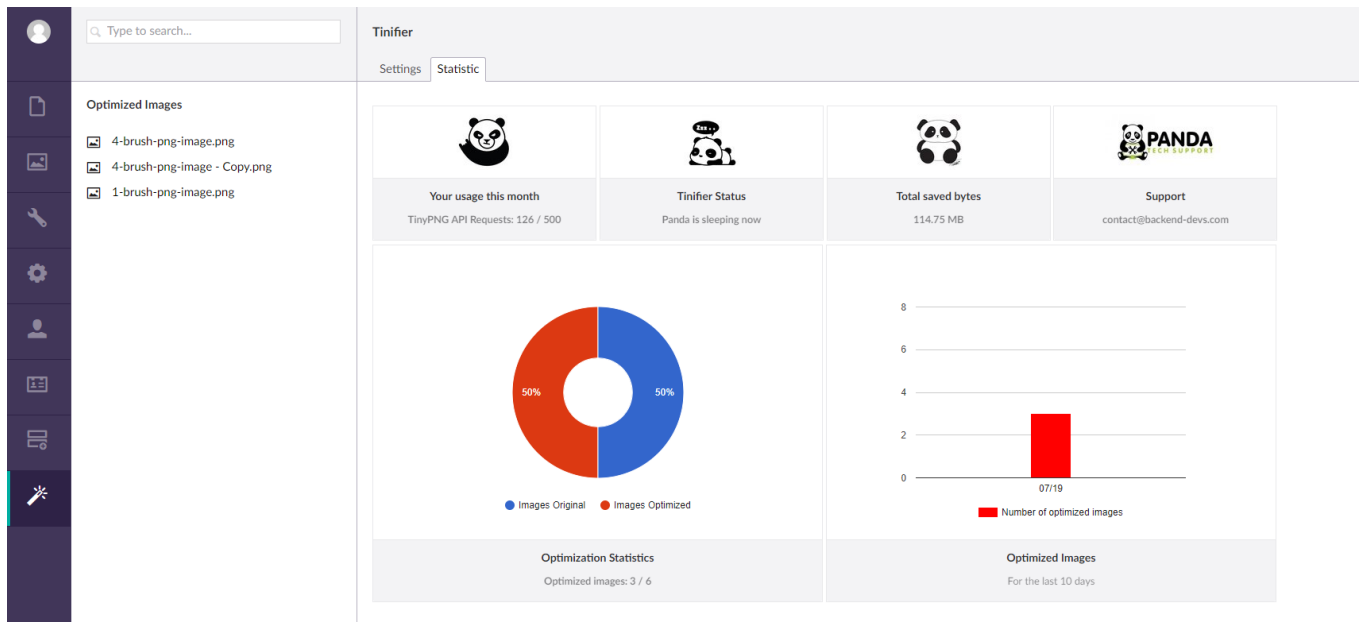 Type to search...
Optimized Images
4-brush-png-image.png
4-brush-png-image - Copy.png
1-brush-png-image.png
Tinifier
Settings
Statistic
Your usage this month
TinyPNG API Requests: 126 / 500
zzz..
Tinifier Status
Panda is sleeping now
Total saved bytes
114.75 MB
PANDA
TECH SUPPORT
Support
contact@backend-devs.com
50%
50%
Images Original
Images Optimized
Optimization Statistics
Optimized images: 3 / 6
8
6
4
2
0
07/19
Number of optimized images
Optimized Images
For the last 10 days